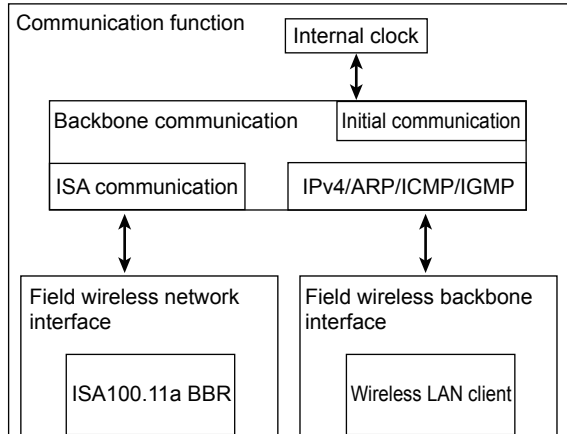 Communication function
Internal clock
Backbone communication
Initial communication
ISA communication
IPv4/ARP/ICMP/IGMP
Field wireless network
interface
Field wireless backbone
interface
ISA100.11a BBR
Wireless LAN client